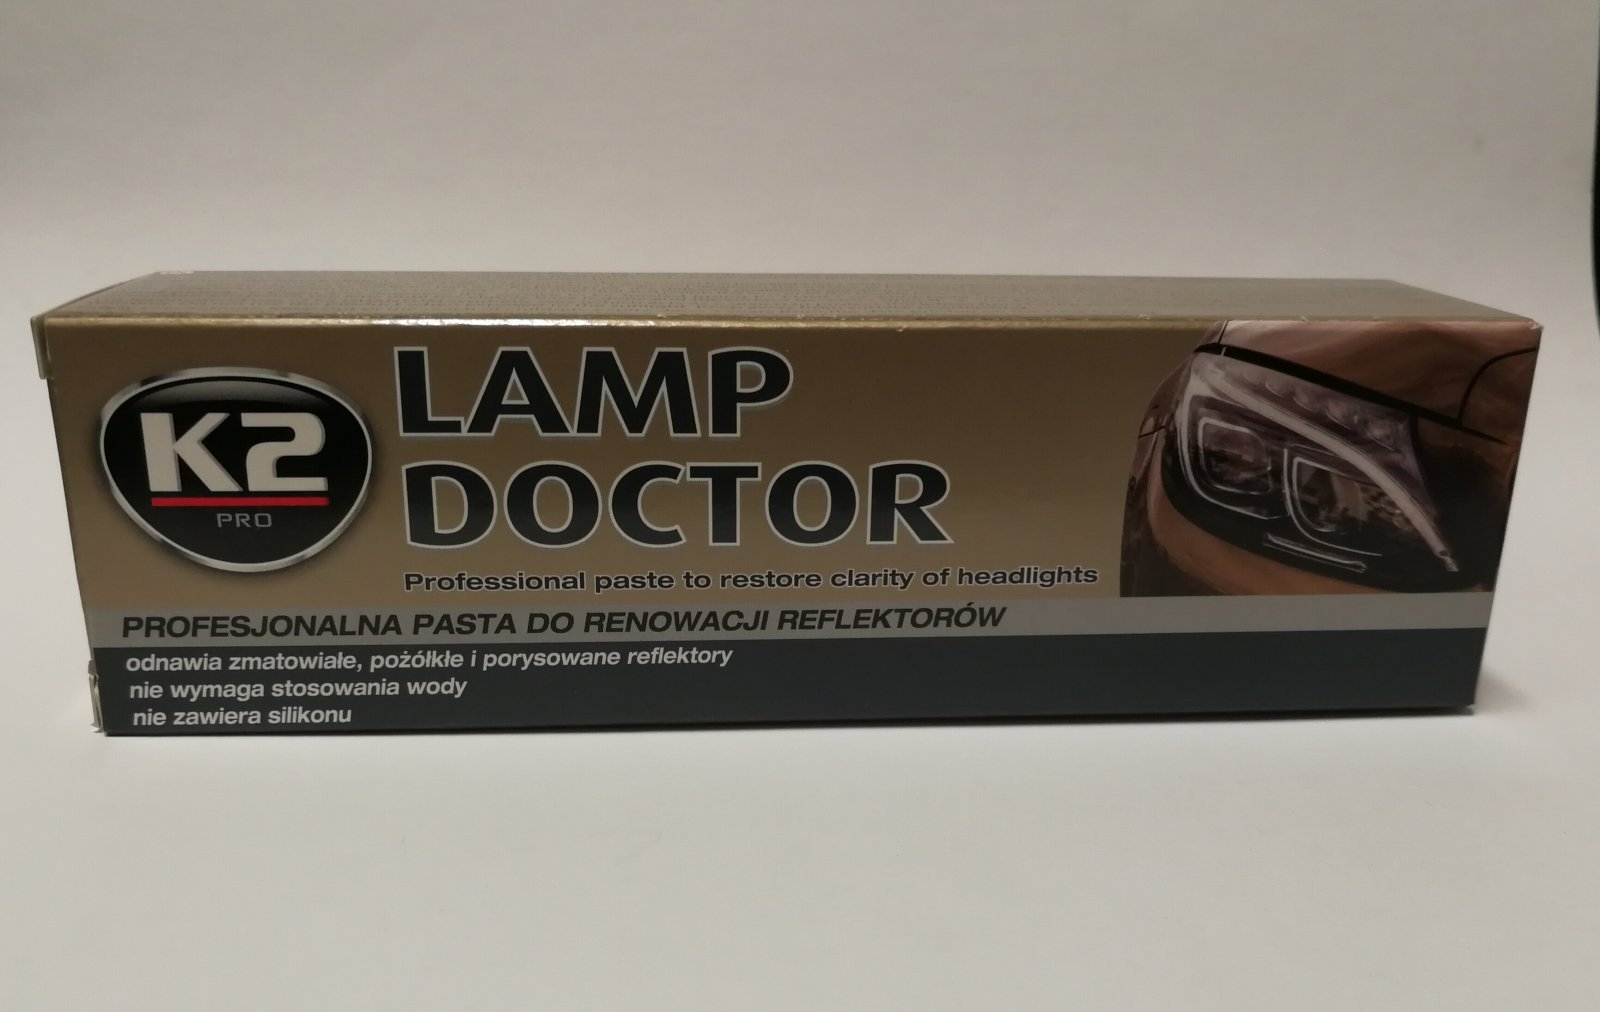 K2
PRO
LAMP
DOCTOR
Professional paste to restore clarity of headlights
PROFESJONALNA PASTA DO RENOWACJI REFLEKTORÓW
odnawia zmatowiałe, pożółkłe i porysowane reflektory
nie wymaga stosowania wody
nie zawiera silikonu